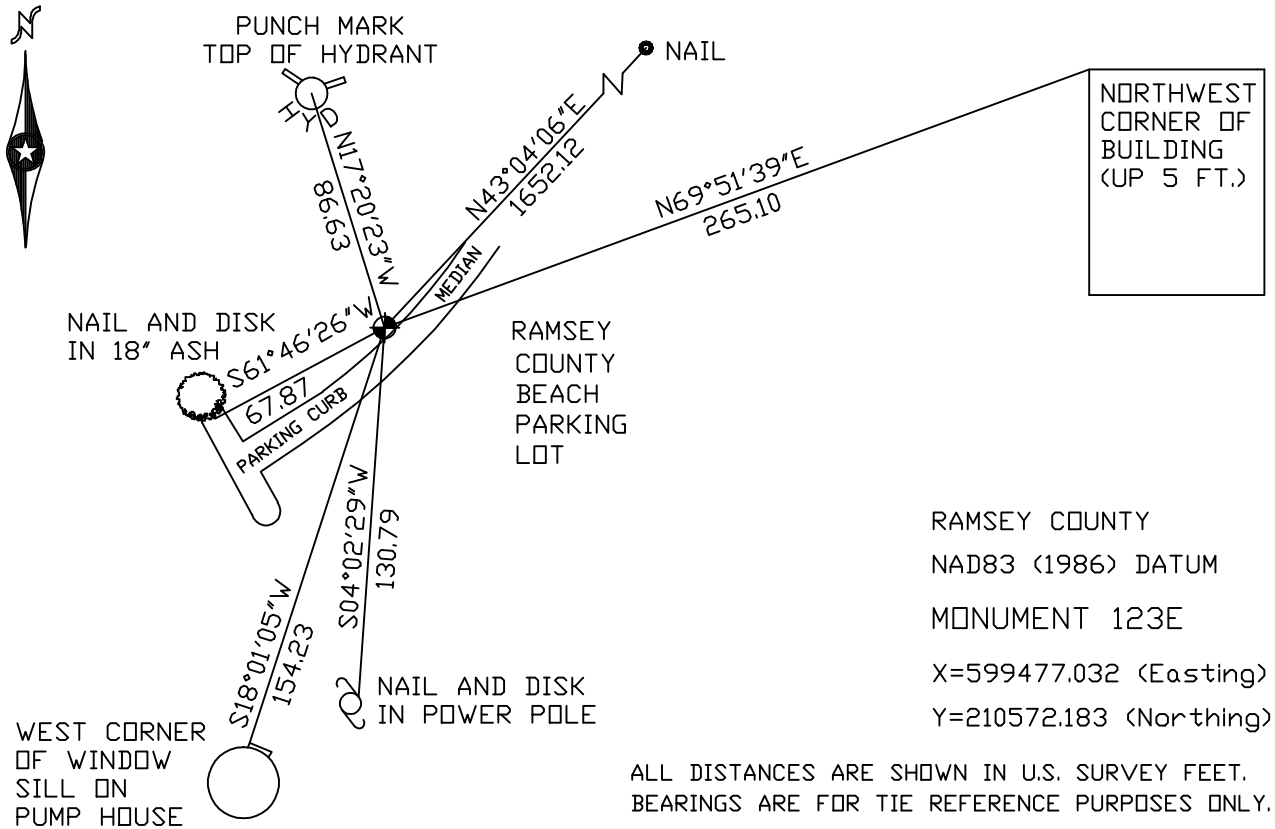 N
PUNCH MARK
TOP OF HYDRANT
NAIL
HYD
N17°20'23"W
86.63
N43°04'06"E
1652.12
N69°51'39"E
265.10
NORTHWEST
CORNER OF
BUILDING
(UP 5 FT.)
MEDIAN
NAIL AND DISK
IN 18" ASH
S61°46'26"W
67.87
PARKING CURB
RAMSEY
COUNTY
BEACH
PARKING
LOT
S18°01'05"W
154.23
S04°02'29"W
130.79
NAIL AND DISK
IN POWER POLE
WEST CORNER
OF WINDOW
SILL ON
PUMP HOUSE
RAMSEY COUNTY
NAD83 (1986) DATUM
MONUMENT 123E
X=599477.032 (Easting)
Y=210572.183 (Northing)
ALL DISTANCES ARE SHOWN IN U.S. SURVEY FEET.
BEARINGS ARE FOR TIE REFERENCE PURPOSES ONLY.